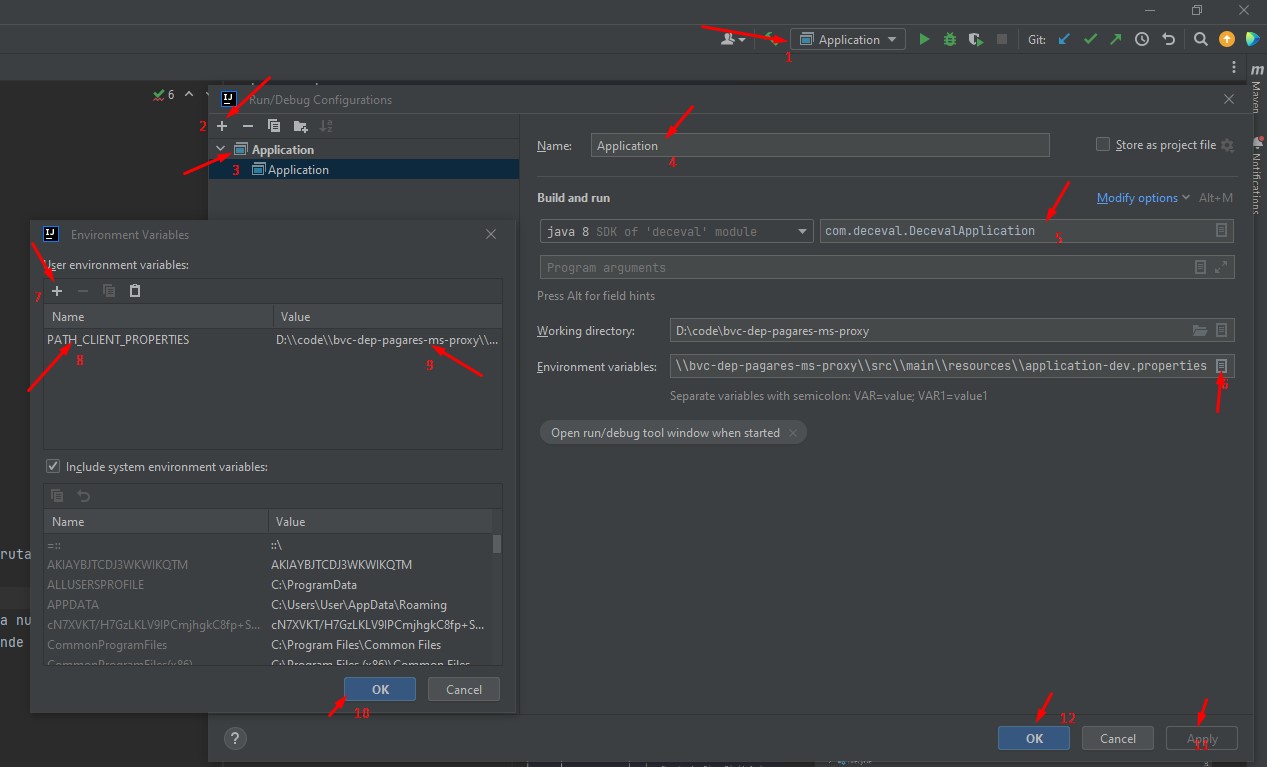 Application
Git:
1
6
Run/Debug Configurations
2
Application
3
Application
Name:
Application
4
Store as project file
Build and run
Modify options
Alt+M
java 8 SDK of 'deceval' module
com.deceval.DecevalApplication
5
Program arguments
Press Alt for field hints
Working directory:
D:\code\bvc-dep-pagares-ms-proxy
Environment variables:
\\bvc-dep-pagares-ms-proxy\\src\\main\\resources\\application-dev.properties
6
Separate variables with semicolon: VAR=value; VAR1=value1
Open run/debug tool window when started
Environment Variables
User environment variables:
7
Name
Value
PATH_CLIENT_PROPERTIES
D:\\code\\bvc-dep-pagares-ms-proxy\\...
8
9
Include system environment variables:
Name
Value
=::
::\
AKIAYBJTCDJ3WKWIKQTM
AKIAYBJTCDJ3WKWIKQTM
ALLUSERSPROFILE
C:\ProgramData
APPDATA
C:\Users\User\AppData\Roaming
cN7XVKT/H7GzLKLV9IPCmjhgkC8fp+S...
cN7XVKT/H7GzLKLV9IPCmjhgkC8fp+S...
CommonProgramFiles
C:\Program Files\Common Files
CommonProgramFiles(x86)
C:\Program Files (x86)\Common Files
OK
Cancel
10
?
OK
12
Cancel
Apply
11
m
Maven
Notifications
ruta
a nu
nde